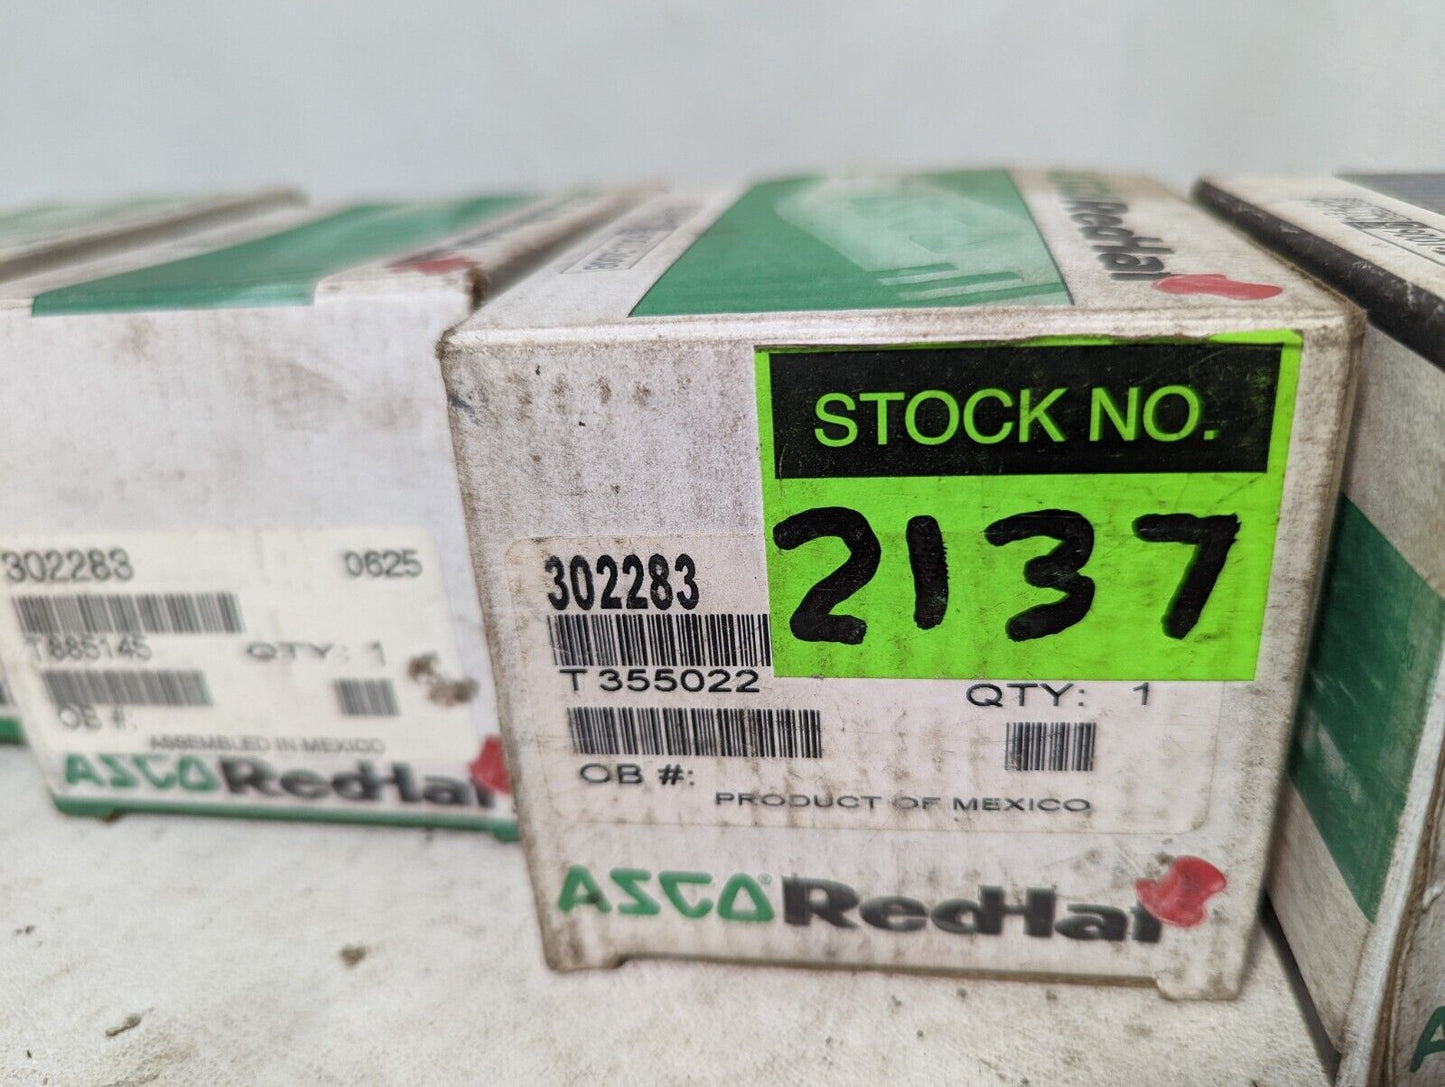 302283 0625
T885145 QTY: 1
OB #:
ASSEMBLED IN MEXICO
ASCO RedHat
RedHat
STOCK NO.
2137
302283
T 355022 QTY: 1
OB #:
PRODUCT OF MEXICO
ASCO® RedHat